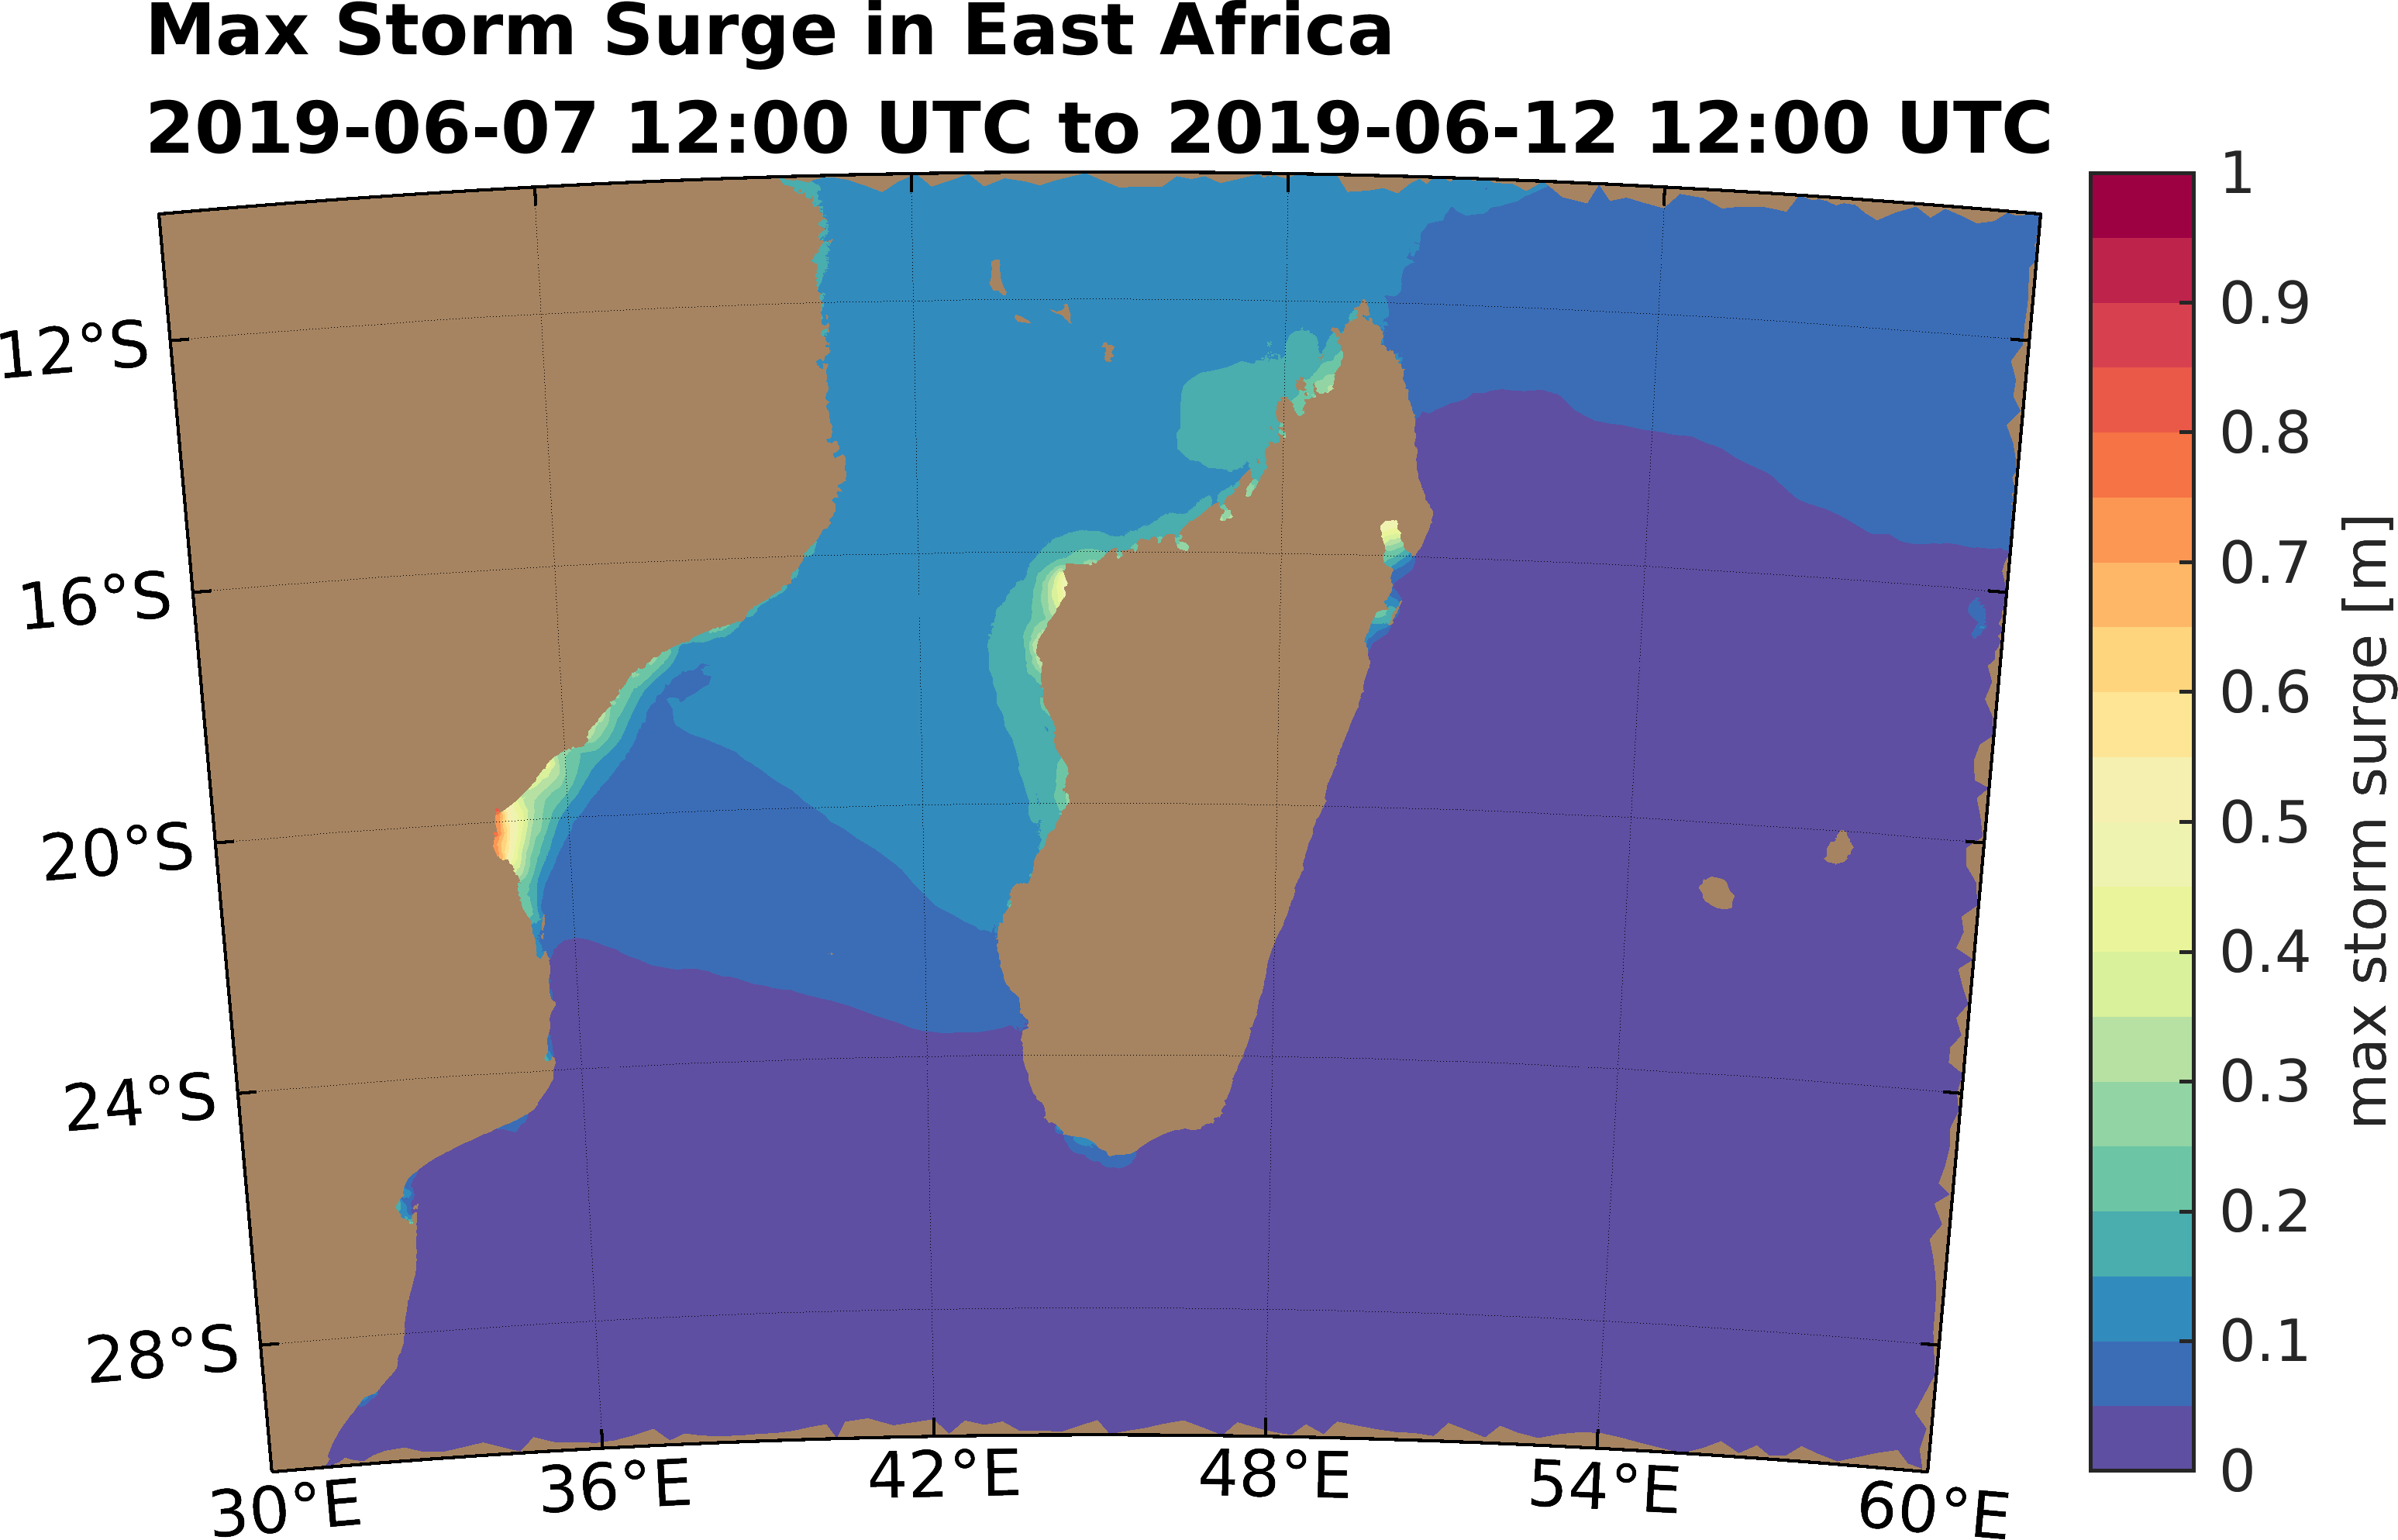 Max Storm Surge in East Africa
2019-06-07 12:00 UTC to 2019-06-12 12:00 UTC
12°S
16°S
20°S
24°S
28°S
30°E
36°E
42°E
48°E
54°E
60°E
1
0.9
0.8
0.7
0.6
0.5
0.4
0.3
0.2
0.1
0
max storm surge [m]